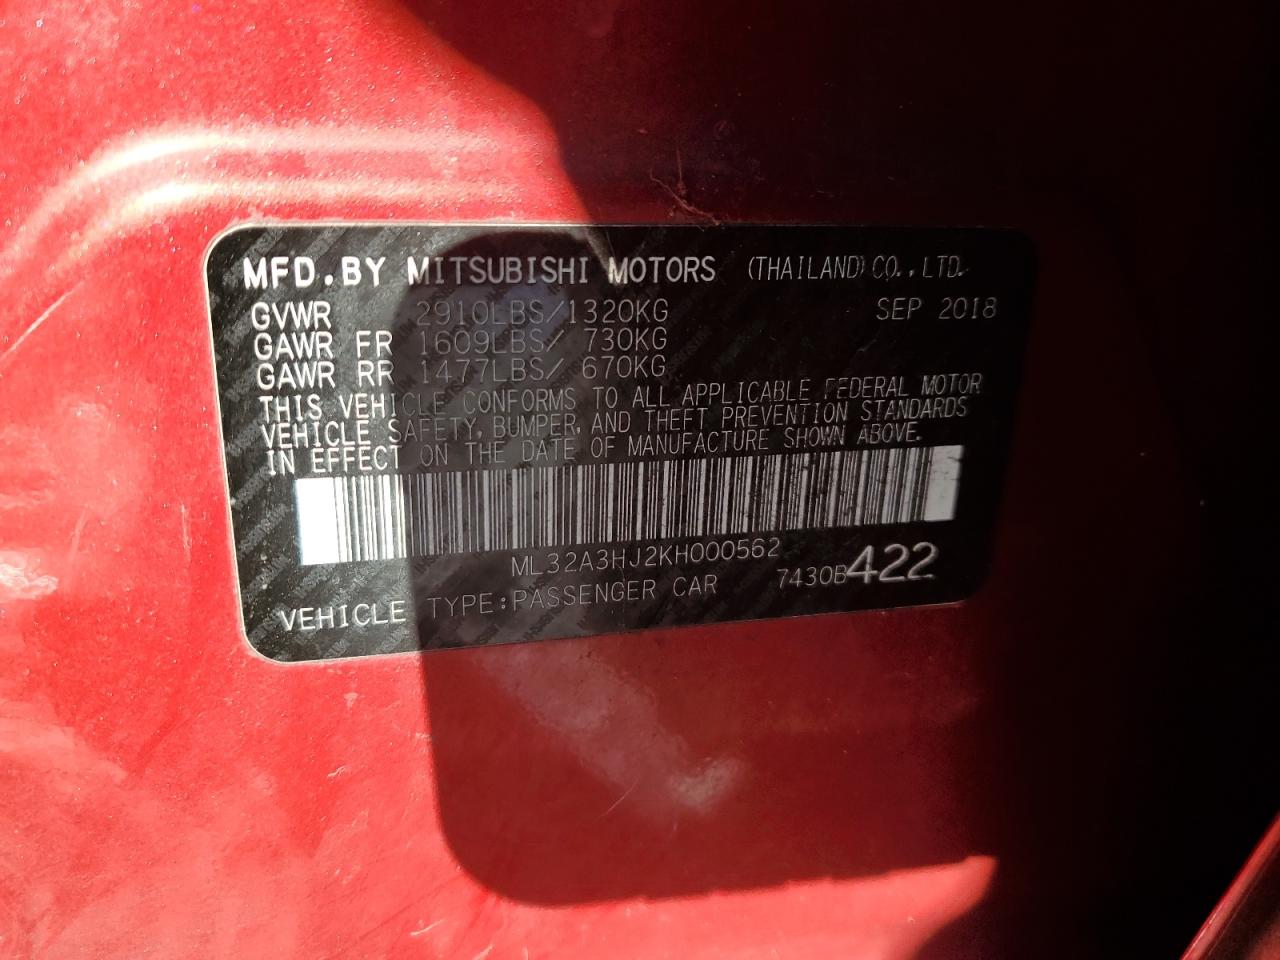 MFD.BY MITSUBISHI MOTORS (THAILAND) CO.,LTD.
GVWR 2910LBS/1320KG SEP 2018
GAWR FR 1609LBS/ 730KG
GAWR RR 1477LBS/ 670KG
THIS VEHICLE CONFORMS TO ALL APPLICABLE FEDERAL MOTOR
VEHICLE SAFETY, BUMPER, AND THEFT PREVENTION STANDARDS
IN EFFECT ON THE DATE OF MANUFACTURE SHOWN ABOVE.
ML32A3HJ2KH000562
VEHICLE TYPE:PASSENGER CAR 7430B422